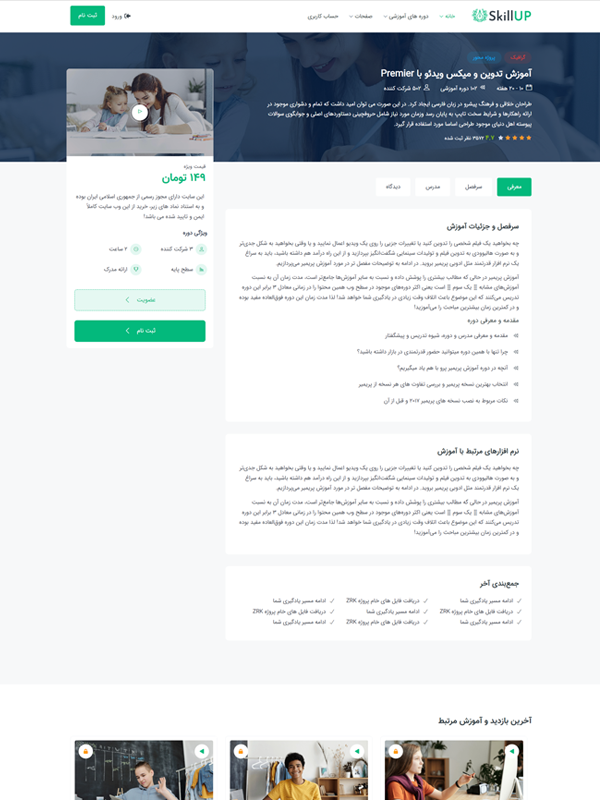 SkillUP
خانه
دوره های آموزشی
صفحات
حساب کاربری
ورود
ثبت نام
گرافیک
پروژه محور
آموزش تدوین و میکس ویدئو با Premier
۱۰ - ۲۰ هفته
۱۰۲ دوره آموزشی
۵۰۲ شرکت کننده
طراحان خلاقی و فرهنگ پیشرو در زبان فارسی ایجاد کرد. در این صورت می توان امید داشت که تمام و دشواری موجود در
ارائه راهکارها و شرایط سخت تایپ به پایان رسد وزمان مورد نیاز شامل حروفچینی دستاوردهای اصلی و جوابگوی سوالات
پیوسته اهل دنیای موجود طراحی اساسا مورد استفاده قرار گیرد.
۴.۷ ۳۵۷۲ نظر ثبت شده
قیمت ویژه
۱۴۹ تومان
این سایت دارای مجوز رسمی از جمهوری اسلامی ایران بوده
و به استناد نماد های زیر، خرید از این وب سایت کاملاً
ایمن و تایید شده می باشد!
ویژگی دوره
۳ شرکت کننده
۲ ساعت
سطح پایه
ارائه مدرک
عضویت
ثبت نام
معرفی
سرفصل
مدرس
دیدگاه
سرفصل و جزئیات آموزش
چه بخواهید یک فیلم شخصی را تدوین کنید یا تغییرات جزیی را روی یک ویدیو اعمال نمایید و یا وقتی بخواهید به شکل جدی‌تر
و به صورت هالیوودی به تدوین فیلم و تولیدات سینمایی شگفت‌انگیز بپردازید و از این راه درآمد هم داشته باشید، باید به سراغ
یک نرم افزار قدرتمند مثل ادوبی پریمیر بروید. در ادامه به توضیحات مفصل تر در مورد آموزش پریمیر می‌پردازیم.
آموزش پریمیر در حالی که مطالب بیشتری را پوشش داده و نسبت به سایر آموزش‌ها جامع‌تر است، مدت زمان آن به نسبت
آموزش‌های مشابه || یک سوم || است یعنی اکثر دوره‌های موجود در سطح وب همین محتوا را در زمانی معادل ۳ برابر این دوره
تدریس می‌کنند که این موضوع باعث اتلاف وقت زیادی در یادگیری شما خواهد شد! لذا مدت زمان این دوره فوق‌العاده مفید بوده
و در کمترین زمان بیشترین مباحث را می‌آموزید!
مقدمه و معرفی دوره
مقدمه و معرفی مدرس و دوره، شیوه تدریس و پیشگفتار
چرا تنها با همین دوره میتوانید حضور قدرتمندی در بازار داشته باشید؟
آنچه در دوره آموزش پریمیر پرو با هم یاد میگیریم؟
انتخاب بهترین نسخه پریمیر و بررسی تفاوت های هر نسخه از پریمیر
نکات مربوط به نصب نسخه های پریمیر ۲۰۱۷ و قبل از آن
نرم افزارهای مرتبط با آموزش
چه بخواهید یک فیلم شخصی را تدوین کنید یا تغییرات جزیی را روی یک ویدیو اعمال نمایید و یا وقتی بخواهید به شکل جدی‌تر
و به صورت هالیوودی به تدوین فیلم و تولیدات سینمایی شگفت‌انگیز بپردازید و از این راه درآمد هم داشته باشید، باید به سراغ
یک نرم افزار قدرتمند مثل ادوبی پریمیر بروید. در ادامه به توضیحات مفصل تر در مورد آموزش پریمیر می‌پردازیم.
آموزش پریمیر در حالی که مطالب بیشتری را پوشش داده و نسبت به سایر آموزش‌ها جامع‌تر است، مدت زمان آن به نسبت
آموزش‌های مشابه || یک سوم || است یعنی اکثر دوره‌های موجود در سطح وب همین محتوا را در زمانی معادل ۳ برابر این دوره
تدریس می‌کنند که این موضوع باعث اتلاف وقت زیادی در یادگیری شما خواهد شد! لذا مدت زمان این دوره فوق‌العاده مفید بوده
و در کمترین زمان بیشترین مباحث را می‌آموزید!
جمع‌بندی آخر
ادامه مسیر یادگیری شما
دریافت فایل های خام پروژه ZRK
ادامه مسیر یادگیری شما
دریافت فایل های خام پروژه ZRK
ادامه مسیر یادگیری شما
دریافت فایل های خام پروژه ZRK
ادامه مسیر یادگیری شما
دریافت فایل های خام پروژه ZRK
ادامه مسیر یادگیری شما
آخرین بازدید و آموزش مرتبط